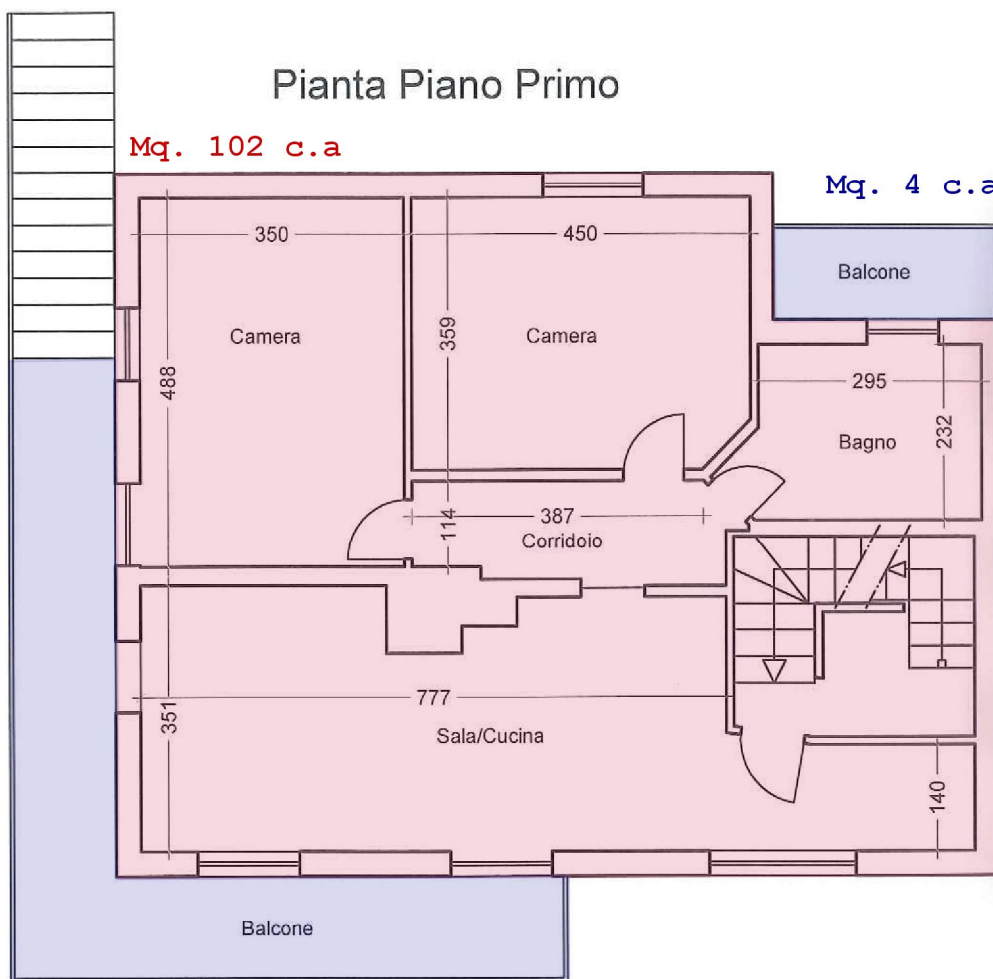 Pianta Piano Primo
Mq. 102 c.a
Mq. 4 c.a
350
450
Balcone
Camera
359
Camera
488
295
232
Bagno
114
387
Corridoio
777
351
Sala/Cucina
140
Balcone